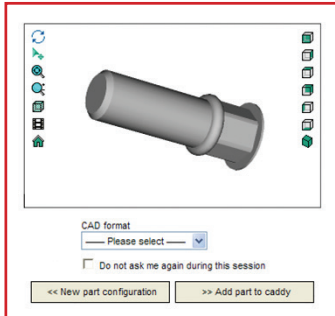 CAD format
—— Please select ——
Do not ask me again during this session
<< New part configuration
>> Add part to caddy